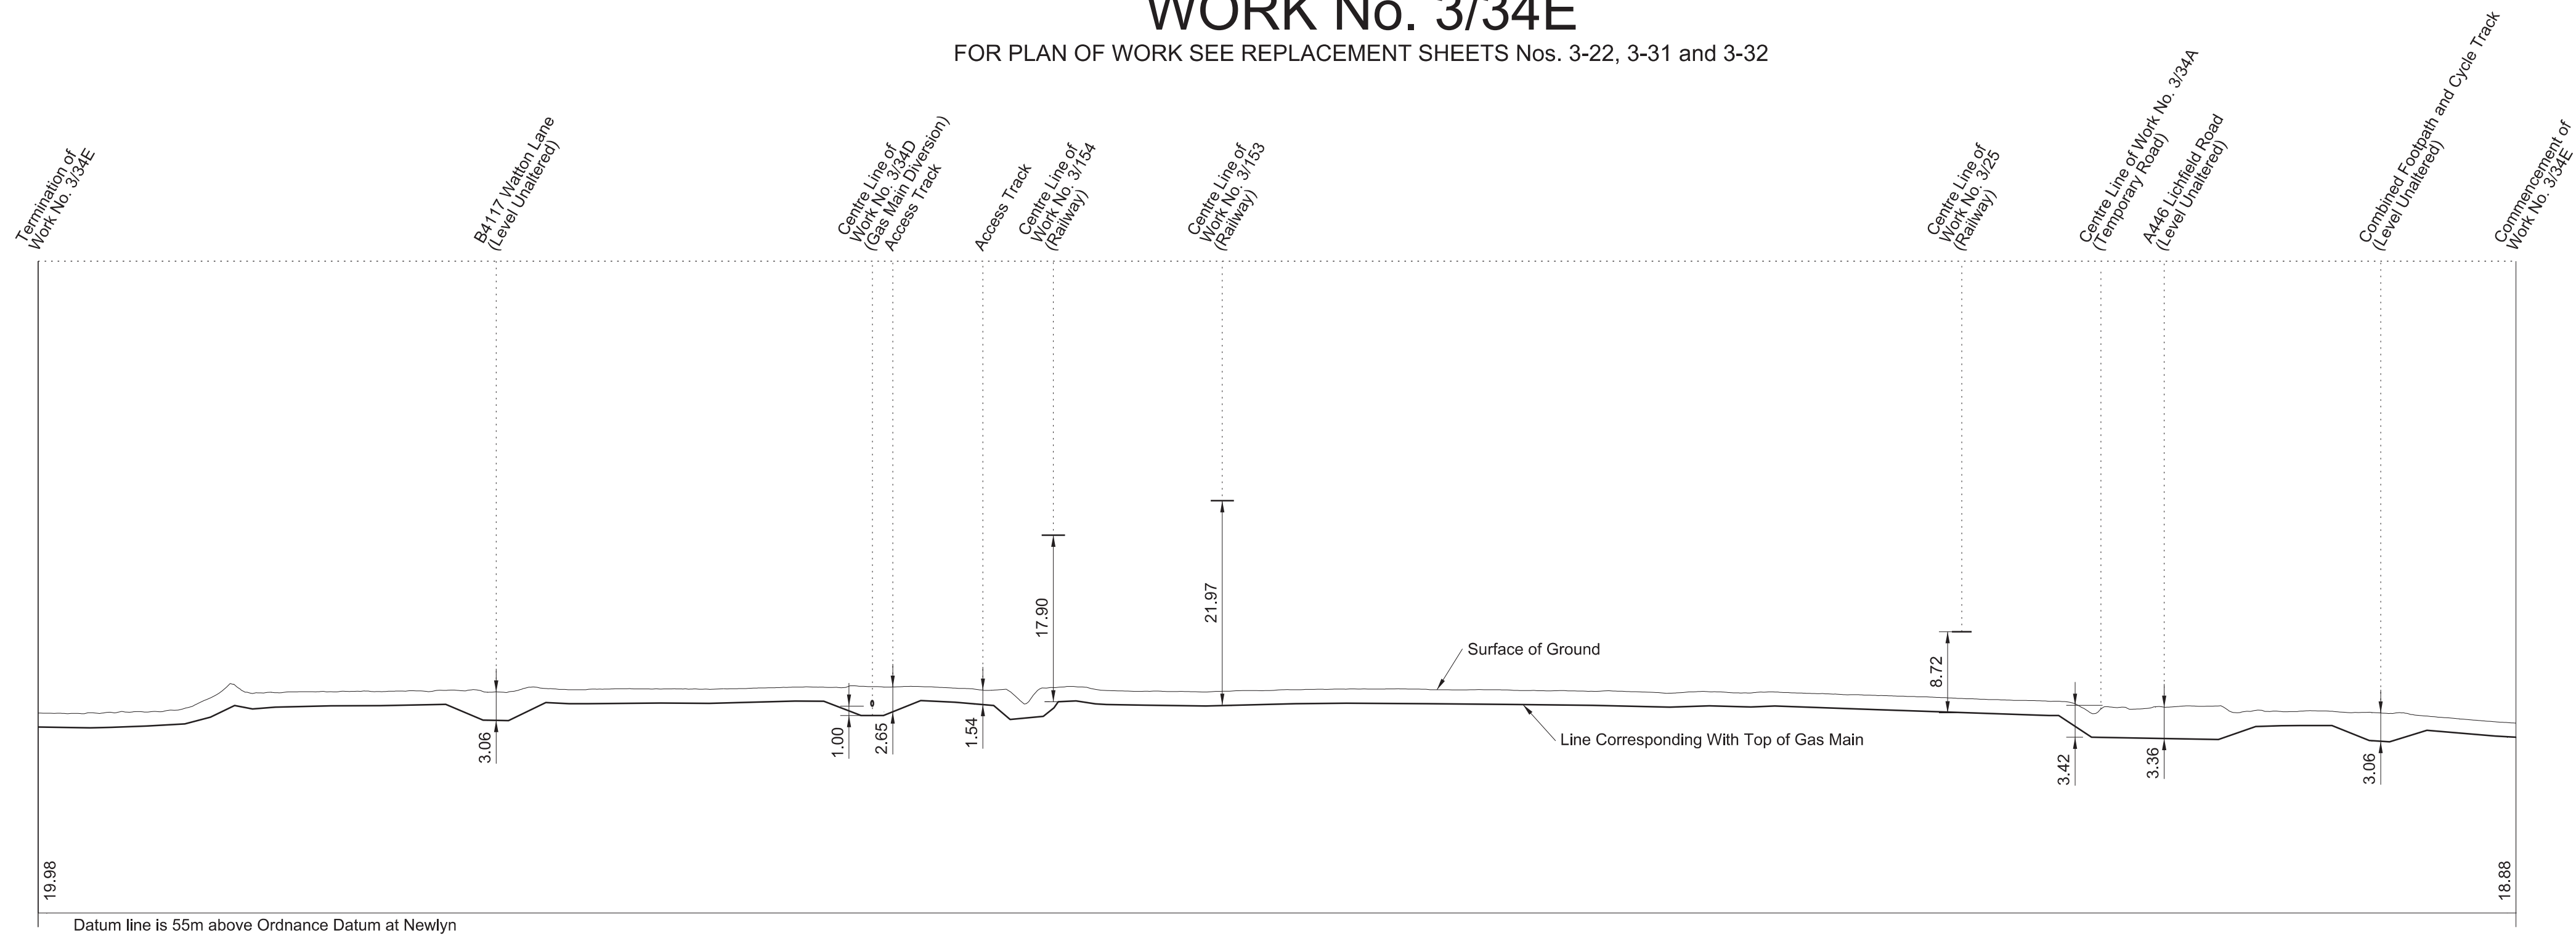 WORK No. 3/34E
FOR PLAN OF WORK SEE REPLACEMENT SHEETS Nos. 3-22, 3-31 and 3-32
Termination of
Work No. 3/34E
B4117 Watton Lane
(Level Unaltered)
Centre Line of
Work No. 3/34D
(Gas Main Diversion)
Access Track
Access Track
Centre Line of
Work No. 3/154
(Railway)
Centre Line of
Work No. 3/153
(Railway)
Centre Line of
Work No. 3/25
(Railway)
Centre Line of Work No. 3/34A
(Temporary Road)
A446 Lichfield Road
(Level Unaltered)
Combined Footpath and Cycle Track
(Level Unaltered)
Commencement of
Work No. 3/34E
3.06
1.00
2.65
1.54
17.90
21.97
Surface of Ground
Line Corresponding With Top of Gas Main
8.72
3.42
3.36
3.06
19.98
18.88
Datum line is 55m above Ordnance Datum at Newlyn